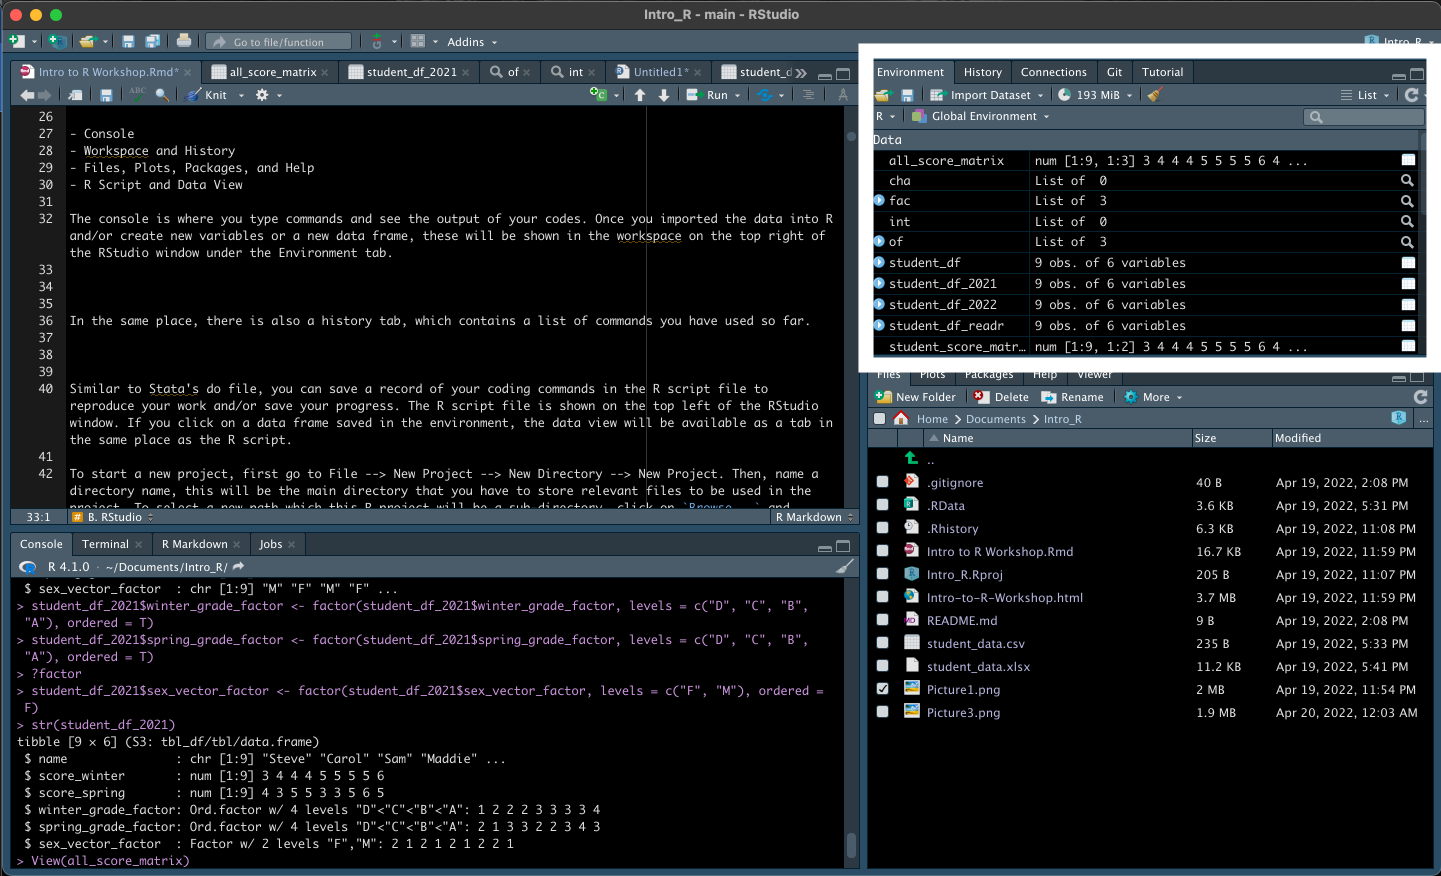 Intro_R - main - RStudio
Go to file/function
Addins
Intro_R
Intro to R Workshop.Rmd*
all_score_matrix
student_df_2021
of
int
Untitled1*
student_d
ABC
Knit
Run
26
27 - Console
28 - Workspace and History
29 - Files, Plots, Packages, and Help
30 - R Script and Data View
31
32 The console is where you type commands and see the output of your codes. Once you imported the data into R
and/or create new variables or a new data frame, these will be shown in the workspace on the top right of
the RStudio window under the Environment tab.
33
34
35
36 In the same place, there is also a history tab, which contains a list of commands you have used so far.
37
38
39
40 Similar to Stata's do file, you can save a record of your coding commands in the R script file to
reproduce your work and/or save your progress. The R script file is shown on the top left of the RStudio
window. If you click on a data frame saved in the environment, the data view will be available as a tab in
the same place as the R script.
41
42 To start a new project, first go to File --> New Project --> New Directory --> New Project. Then, name a
directory name, this will be the main directory that you have to store relevant files to be used in the
project. To select a new path which this R project will be a sub-directory, click on `Browse...` and
33:1 # B. RStudio R Markdown
Console Terminal R Markdown Jobs
R 4.1.0 · ~/Documents/Intro_R/
$ sex_vector_factor : chr [1:9] "M" "F" "M" "F" ...
> student_df_2021$winter_grade_factor <- factor(student_df_2021$winter_grade_factor, levels = c("D", "C", "B",
"A"), ordered = T)
> student_df_2021$spring_grade_factor <- factor(student_df_2021$spring_grade_factor, levels = c("D", "C", "B",
"A"), ordered = T)
> ?factor
> student_df_2021$sex_vector_factor <- factor(student_df_2021$sex_vector_factor, levels = c("F", "M"), ordered =
F)
> str(student_df_2021)
tibble [9 × 6] (S3: tbl_df/tbl/data.frame)
$ name : chr [1:9] "Steve" "Carol" "Sam" "Maddie" ...
$ score_winter : num [1:9] 3 4 4 4 5 5 5 5 6
$ score_spring : num [1:9] 4 3 5 5 3 3 5 6 5
$ winter_grade_factor: Ord.factor w/ 4 levels "D"<"C"<"B"<"A": 1 2 2 2 3 3 3 3 4
$ spring_grade_factor: Ord.factor w/ 4 levels "D"<"C"<"B"<"A": 2 1 3 3 2 2 3 4 3
$ sex_vector_factor : Factor w/ 2 levels "F","M": 2 1 2 1 2 1 2 2 1
> View(all_score_matrix)
Environment History Connections Git Tutorial
Import Dataset 193 MiB List
R Global Environment
Data
all_score_matrix num [1:9, 1:3] 3 4 4 4 5 5 5 5 6 4 ...
cha List of 0
fac List of 3
int List of 0
of List of 3
student_df 9 obs. of 6 variables
student_df_2021 9 obs. of 6 variables
student_df_2022 9 obs. of 6 variables
student_df_readr 9 obs. of 6 variables
student_score_matr… num [1:9, 1:2] 3 4 4 4 5 5 5 5 6 4 ...
Files Plots Packages Help Viewer
New Folder Delete Rename More
Home > Documents > Intro_R ...
Name Size Modified
..
.gitignore 40 B Apr 19, 2022, 2:08 PM
.RData 3.6 KB Apr 19, 2022, 5:31 PM
.Rhistory 6.3 KB Apr 19, 2022, 11:08 PM
Intro to R Workshop.Rmd 16.7 KB Apr 19, 2022, 11:59 PM
Intro_R.Rproj 205 B Apr 19, 2022, 11:07 PM
Intro-to-R-Workshop.html 3.7 MB Apr 19, 2022, 11:59 PM
README.md 9 B Apr 19, 2022, 2:08 PM
student_data.csv 235 B Apr 19, 2022, 5:33 PM
student_data.xlsx 11.2 KB Apr 19, 2022, 5:41 PM
Picture1.png 2 MB Apr 19, 2022, 11:54 PM
Picture3.png 1.9 MB Apr 20, 2022, 12:03 AM